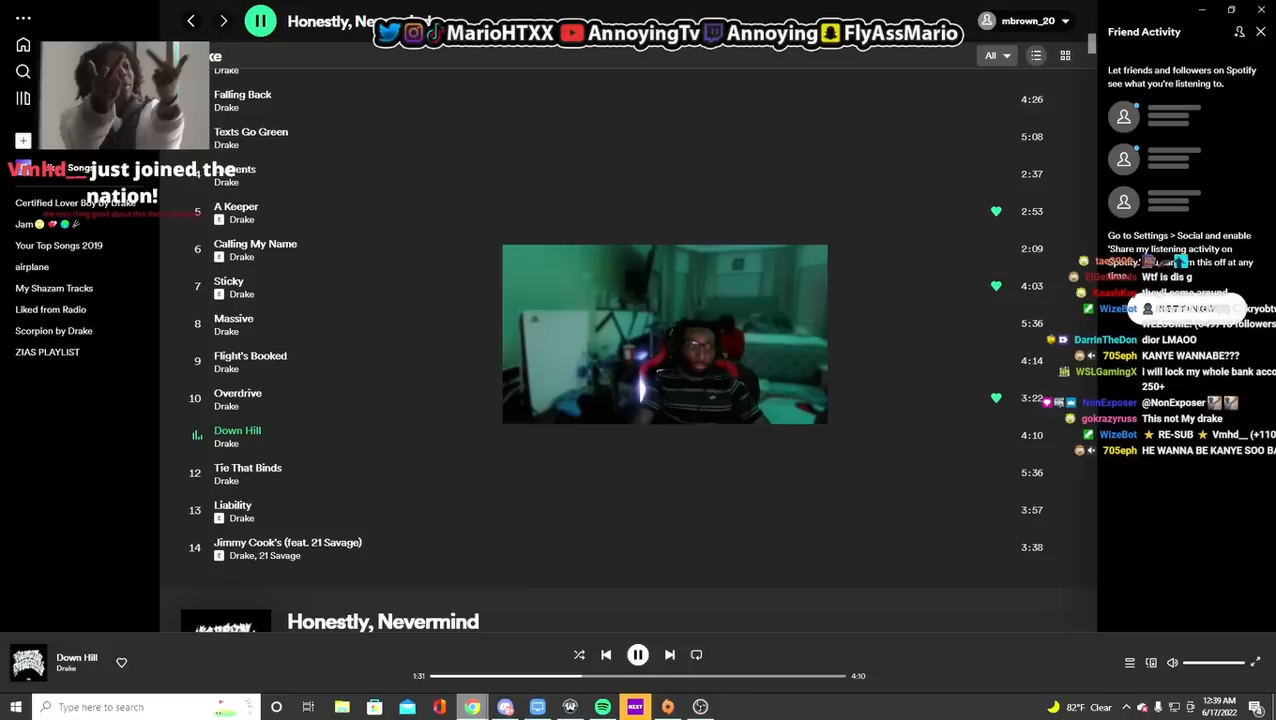 Honestly, Nevermind
MarioHTXX AnnoyingTv Annoying FlyAssMario
mbrown_20
Friend Activity
All
Drake
Let friends and followers on Spotify
see what you're listening to.
Falling Back
Drake
4:26
Texts Go Green
Drake
5:08
Drake
2:37
Vmhd__ just joined the
nation!
5 A Keeper
E Drake
2:53
6 Calling My Name
E Drake
2:09
7 Sticky
E Drake
4:03
8 Massive
Drake
5:36
9 Flight's Booked
Drake
4:14
10 Overdrive
Drake
3:22
Down Hill
Drake
4:10
12 Tie That Binds
Drake
5:36
13 Liability
E Drake
3:57
14 Jimmy Cook's (feat. 21 Savage)
E Drake, 21 Savage
3:38
Certified Lover Boy by Drake
Jam
Your Top Songs 2019
airplane
My Shazam Tracks
Liked from Radio
Scorpion by Drake
ZIAS PLAYLIST
Go to Settings > Social and enable
'Share my listening activity on
Wtf is dis g
KazshKay they'll come around
WizeBot
DarrinTheDon dior LMAOO
705eph KANYE WANNABE???
WSLGamingX i will lock my whole bank acco
250+
NonExposer @NonExposer
gokrazyruss This not My drake
WizeBot ★ RE-SUB ★ Vmhd__ (+110
705eph HE WANNA BE KANYE SOO BA
Honestly, Nevermind
Down Hill
Drake
1:31
4:10
Type here to search
NEXT
82°F Clear
12:39 AM
6/17/2022